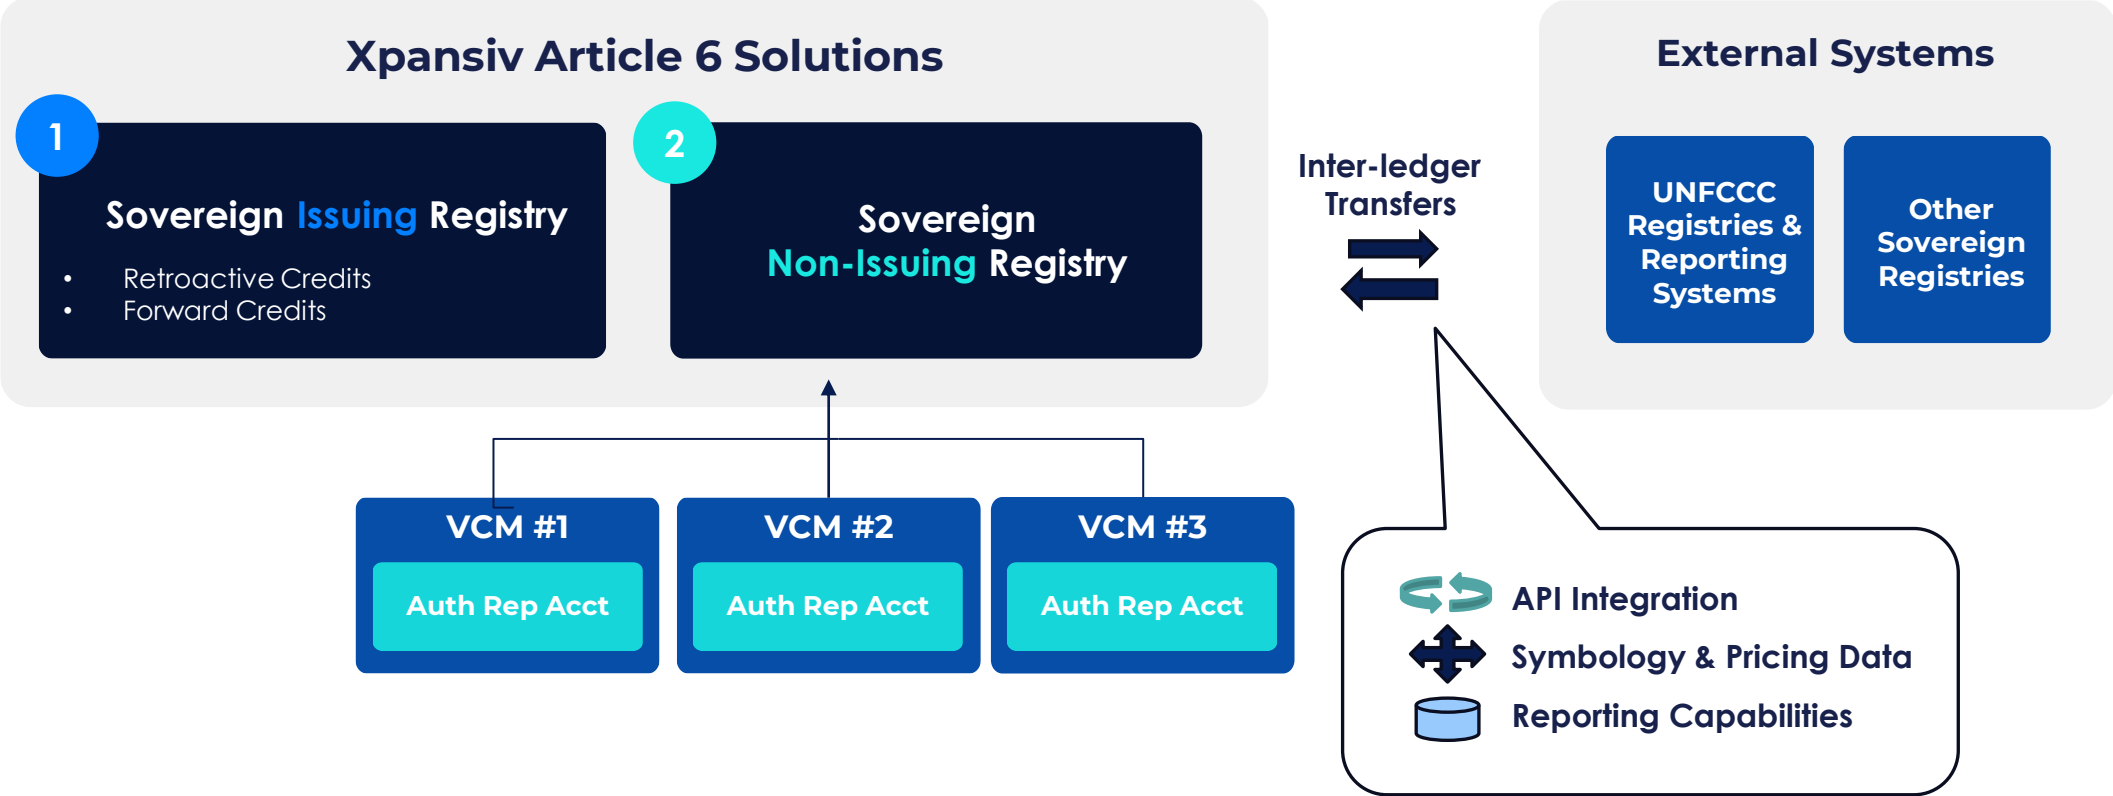 Xpansiv Article 6 Solutions
1
Sovereign Issuing Registry
• Retroactive Credits
• Forward Credits
2
Sovereign
Non-Issuing Registry
Inter-ledger
Transfers
External Systems
UNFCCC
Registries &
Reporting
Systems
Other
Sovereign
Registries
VCM #1
Auth Rep Acct
VCM #2
Auth Rep Acct
VCM #3
Auth Rep Acct
API Integration
Symbology & Pricing Data
Reporting Capabilities